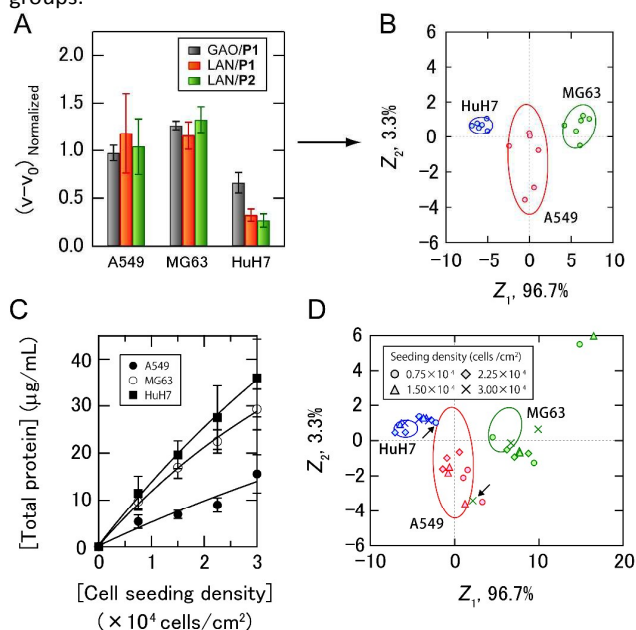 groups.
A
GAO/P1
LAN/P1
LAN/P2
(v−v0) Normalized
2.0
1.5
1.0
0.5
0.0
A549 MG63 HuH7
B
Z2, 3.3%
6
4
2
0
−2
−4
−6
HuH7
MG63
A549
−10 −5 0 5 10
Z1, 96.7%
C
[Total protein] (μg/mL)
40
30
20
10
0
A549
MG63
HuH7
0 1 2 3
[Cell seeding density]
(× 10⁴ cells/cm²)
D
Z2, 3.3%
6
4
2
0
−2
−4
−6
Seeding density (cells /cm²)
0.75×10⁴ 2.25×10⁴
1.50×10⁴ 3.00×10⁴
MG63
HuH7
A549
−10 0 10 20
Z1, 96.7%